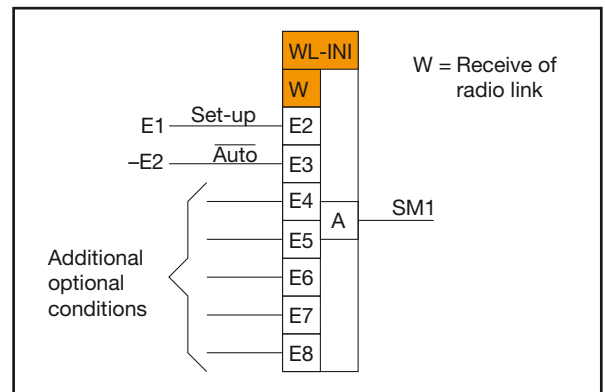 WL-INI
W
W = Receive of
radio link
E1 Set-up E2
–E2 Auto E3
E4
A SM1
E5
Additional
optional
conditions
E6
E7
E8